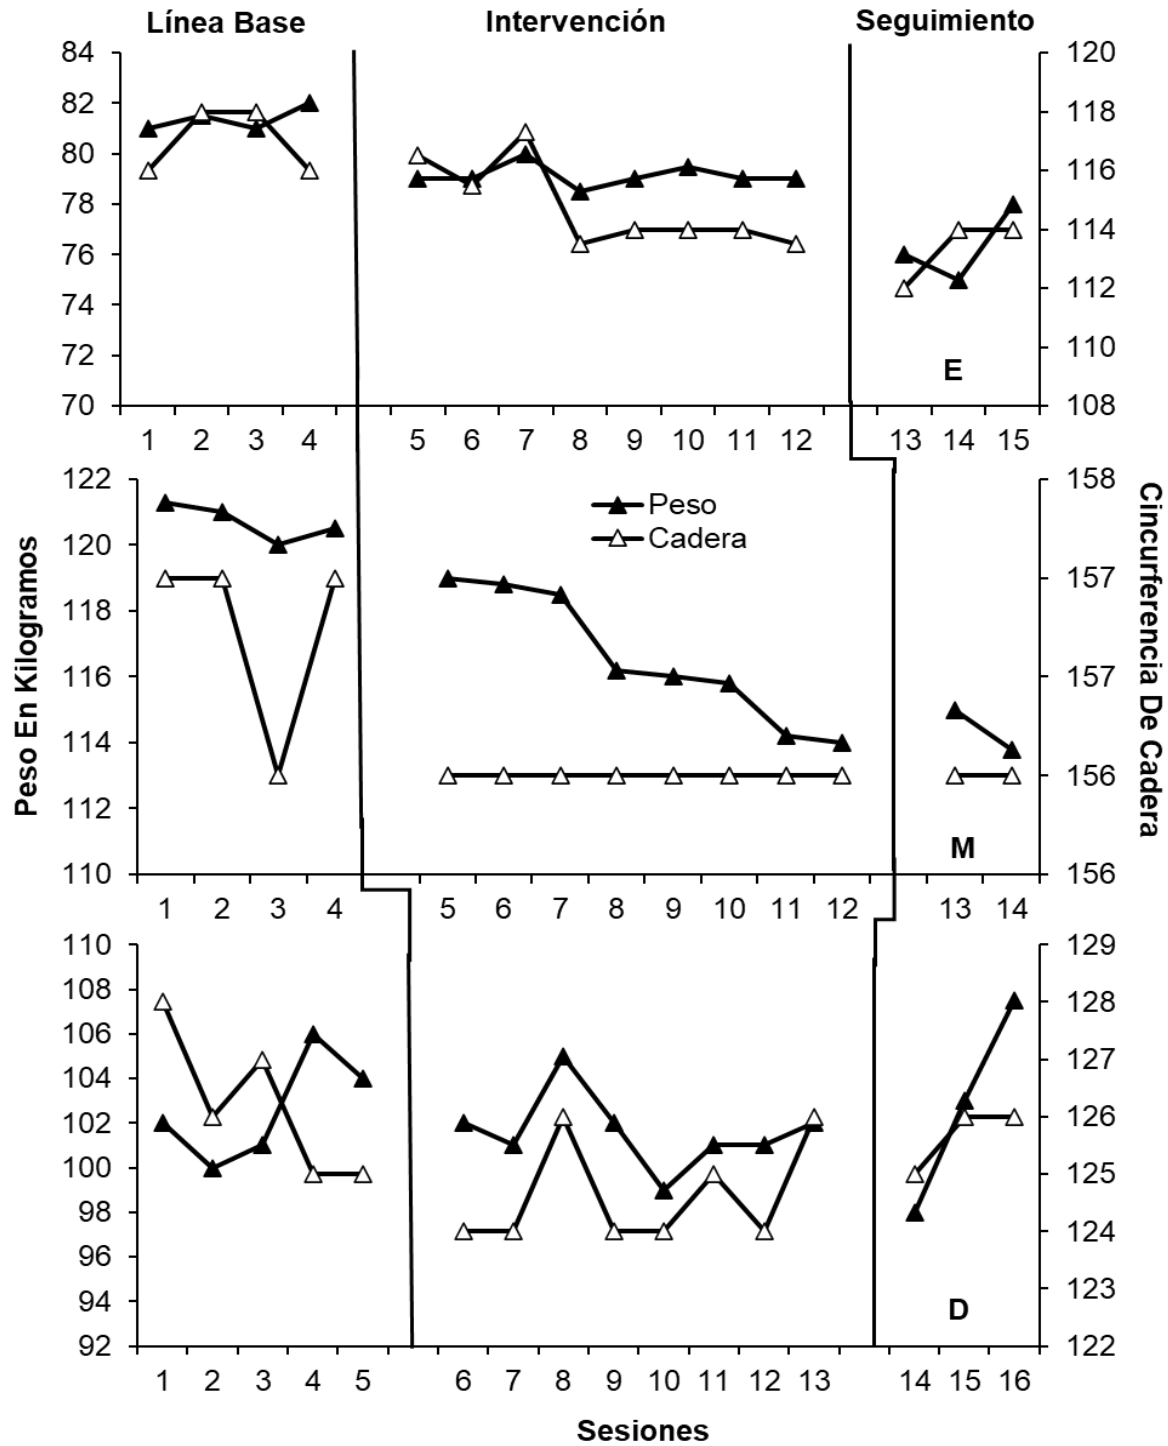 Línea Base Intervención Seguimiento
84 120
82 118
80 116
78 114
76 112
74 110
72 108
70
E
1 2 3 4 5 6 7 8 9 10 11 12 13 14 15
Peso En Kilogramos
Cincurferencia De Cadera
122 158
120 157
118 157
116 156
114 156
112
110
Peso
Cadera
M
1 2 3 4 5 6 7 8 9 10 11 12 13 14
110 129
108 128
106 127
104 126
102 125
100 124
98 123
96 122
94
92
D
1 2 3 4 5 6 7 8 9 10 11 12 13 14 15 16
Sesiones